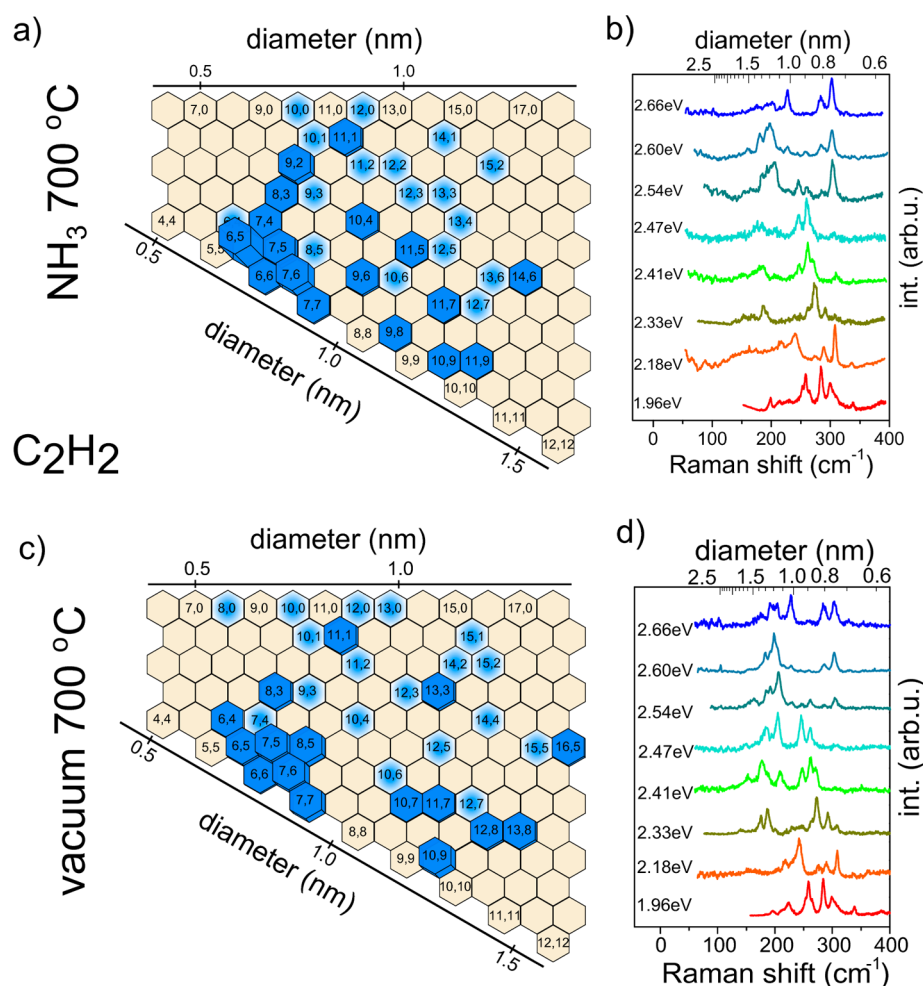 a)
diameter (nm)
0.5 1.0
NH3 700 oC
7,0 9,0 10,0 11,0 12,0 13,0 15,0 17,0
10,1 11,1 14,1
9,2 11,2 12,2 15,2
8,3 9,3 12,3 13,3
4,4 7,4 10,4 13,4
5,5 6,5 7,5 8,5 11,5 12,5
6,6 7,6 9,6 10,6 13,6 14,6
7,7 11,7 12,7
8,8 9,8
9,9 10,9 11,9
10,10
11,11
12,12
0.5
1.0
1.5
diameter (nm)
b)
diameter (nm)
2.5 1.5 1.0 0.8 0.6
2.66eV
2.60eV
2.54eV
2.47eV
2.41eV
2.33eV
2.18eV
1.96eV
int. (arb.u.)
0 100 200 300 400
Raman shift (cm-1)
C2H2
c)
diameter (nm)
0.5 1.0
vacuum 700 oC
7,0 8,0 9,0 10,0 11,0 12,0 13,0 15,0 17,0
10,1 11,1 15,1
11,2 14,2 15,2
8,3 9,3 12,3 13,3
4,4 6,4 7,4 10,4 14,4
5,5 6,5 7,5 8,5 12,5 15,5 16,5
6,6 7,6 10,6
7,7 10,7 11,7 12,7
8,8 12,8 13,8
9,9 10,9
10,10
11,11
12,12
0.5
1.0
1.5
diameter (nm)
d)
diameter (nm)
2.5 1.5 1.0 0.8 0.6
2.66eV
2.60eV
2.54eV
2.47eV
2.41eV
2.33eV
2.18eV
1.96eV
int. (arb.u.)
0 100 200 300 400
Raman shift (cm-1)